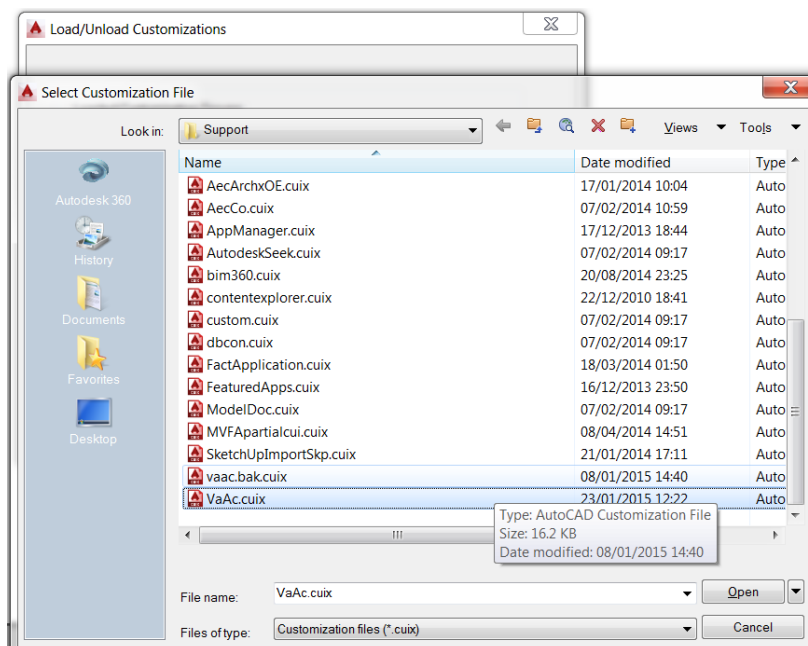 Load/Unload Customizations
Select Customization File
Look in: Support Views Tools
Name Date modified Type
AecArchxOE.cuix 17/01/2014 10:04 Auto
AecCo.cuix 07/02/2014 10:59 Auto
AppManager.cuix 17/12/2013 18:44 Auto
AutodeskSeek.cuix 07/02/2014 09:17 Auto
bim360.cuix 20/08/2014 23:25 Auto
contentexplorer.cuix 22/12/2010 18:41 Auto
custom.cuix 07/02/2014 09:17 Auto
dbcon.cuix 07/02/2014 09:17 Auto
FactApplication.cuix 18/03/2014 01:50 Auto
FeaturedApps.cuix 16/12/2013 23:50 Auto
ModelDoc.cuix 07/02/2014 09:17 Auto
MVFApartialcui.cuix 08/04/2014 14:51 Auto
SketchUpImportSkp.cuix 21/01/2014 17:11 Auto
vaac.bak.cuix 08/01/2015 14:40 Auto
VaAc.cuix 23/01/2015 12:22 Auto
Autodesk 360
History
Documents
Favorites
Desktop
Type: AutoCAD Customization File
Size: 16.2 KB
Date modified: 08/01/2015 14:40
File name: VaAc.cuix Open
Files of type: Customization files (*.cuix) Cancel